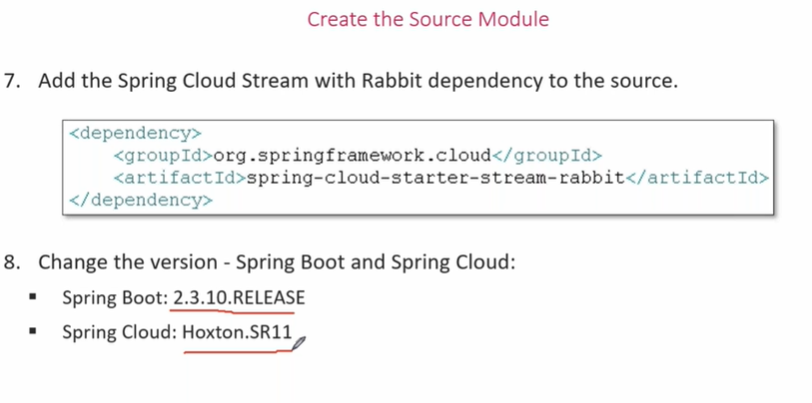 Create the Source Module
7. Add the Spring Cloud Stream with Rabbit dependency to the source.
<dependency>
<groupId>org.springframework.cloud</groupId>
<artifactId>spring-cloud-starter-stream-rabbit</artifactId>
</dependency>
8. Change the version - Spring Boot and Spring Cloud:
▪ Spring Boot: 2.3.10.RELEASE
▪ Spring Cloud: Hoxton.SR11